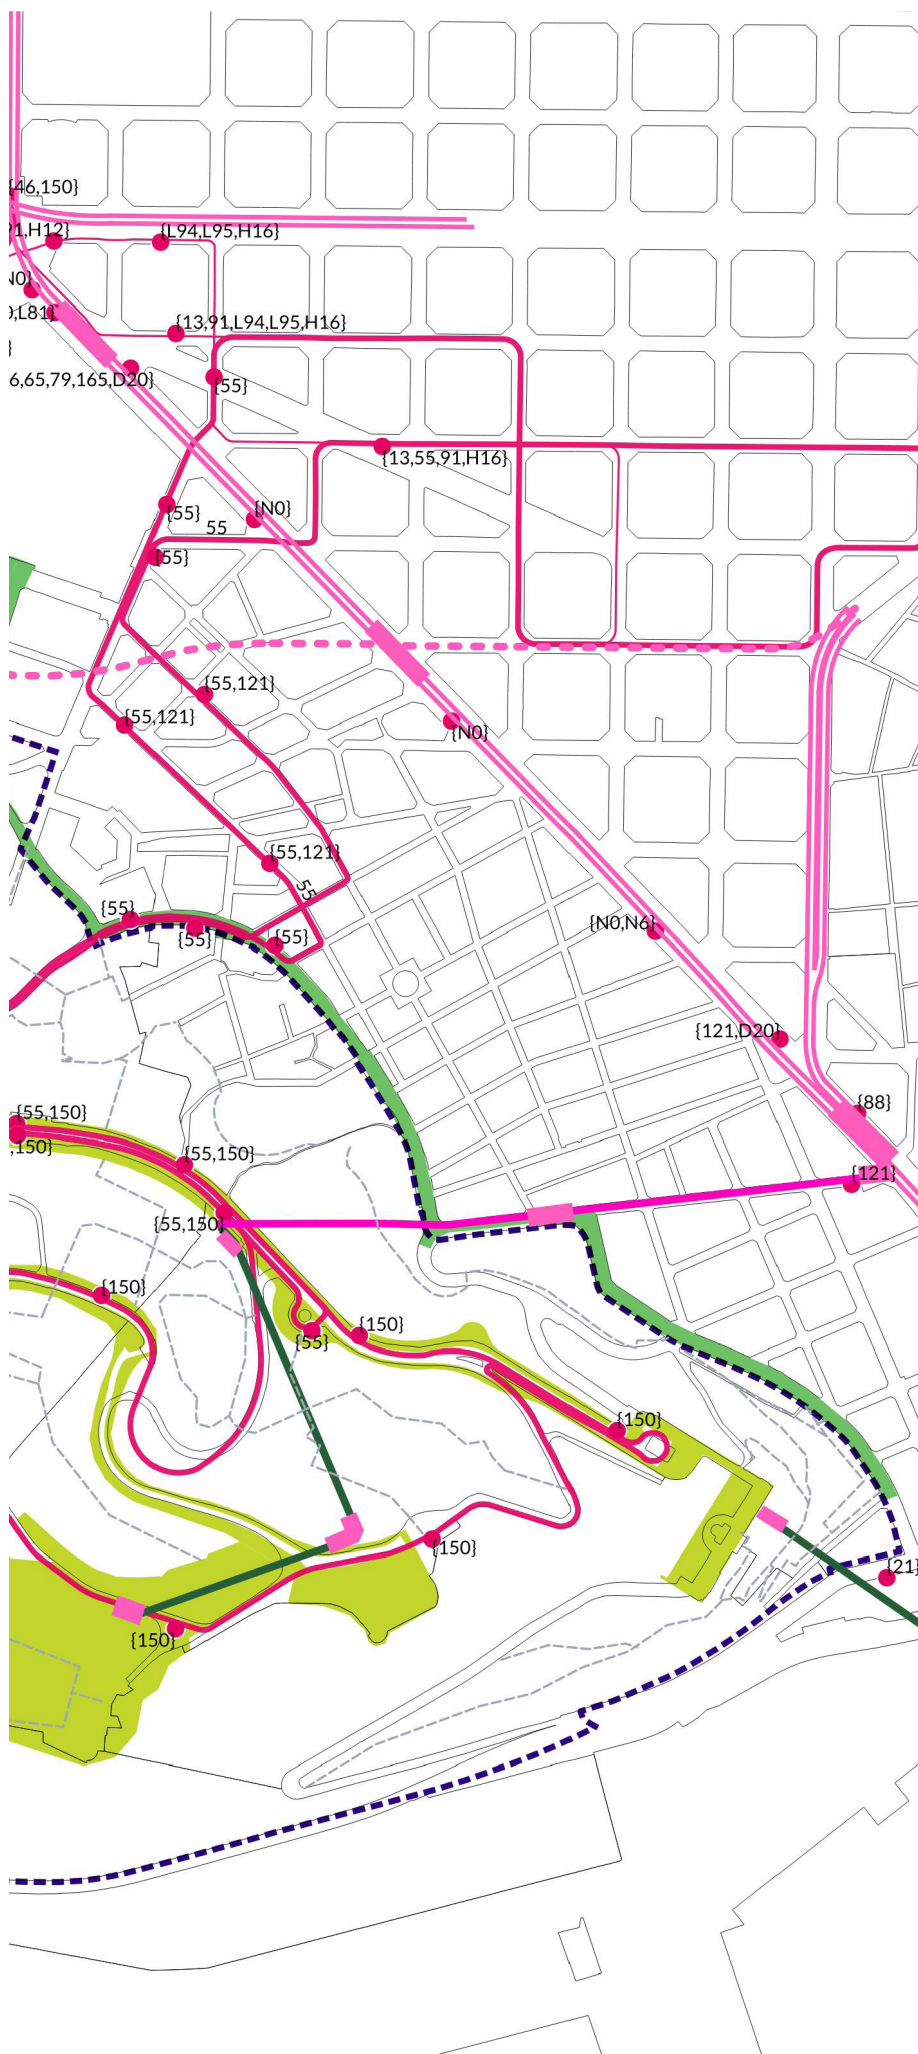 {46,150}
91,H12}
{L94,L95,H16}
N0}
{13,91,L94,L95,H16}
,L81}
}
6,65,79,165,D20}
{55}
{13,55,91,H16}
{55}
55
{N0}
{55}
{55,121}
{55,121}
{N0}
{55,121}
55
{55}
{55}
{55}
{N0,N6}
{121,D20}
{88}
{55,150}
,150}
{55,150}
{121}
{55,150}
{150}
{150}
{55}
{150}
{150}
{21}
{150}